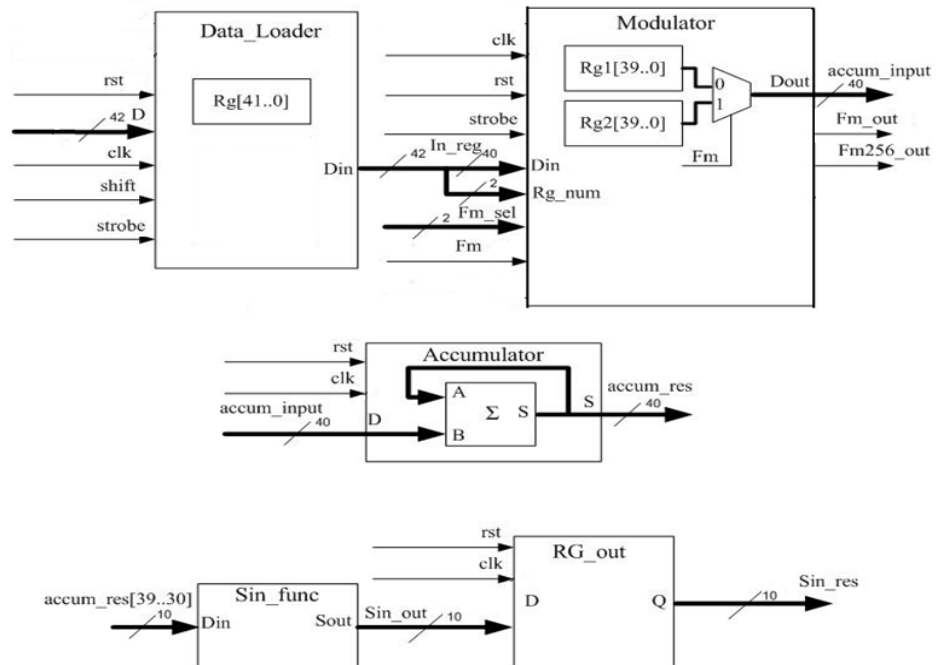 Data_Loader
rst
42 D
clk
shift
strobe
Rg[41..0]
Din
42
In_reg
40
2
Modulator
clk
rst
strobe
Din
Rg_num
2
Fm_sel
Fm
Rg1[39..0]
Rg2[39..0]
0
1
Fm
Dout
accum_input
40
Fm_out
Fm256_out
Accumulator
rst
clk
accum_input
40
D
A
B
Σ
S
S
accum_res
40
accum_res[39..30]
10
Sin_func
Din
Sout
Sin_out
10
rst
clk
RG_out
D
Q
Sin_res
10